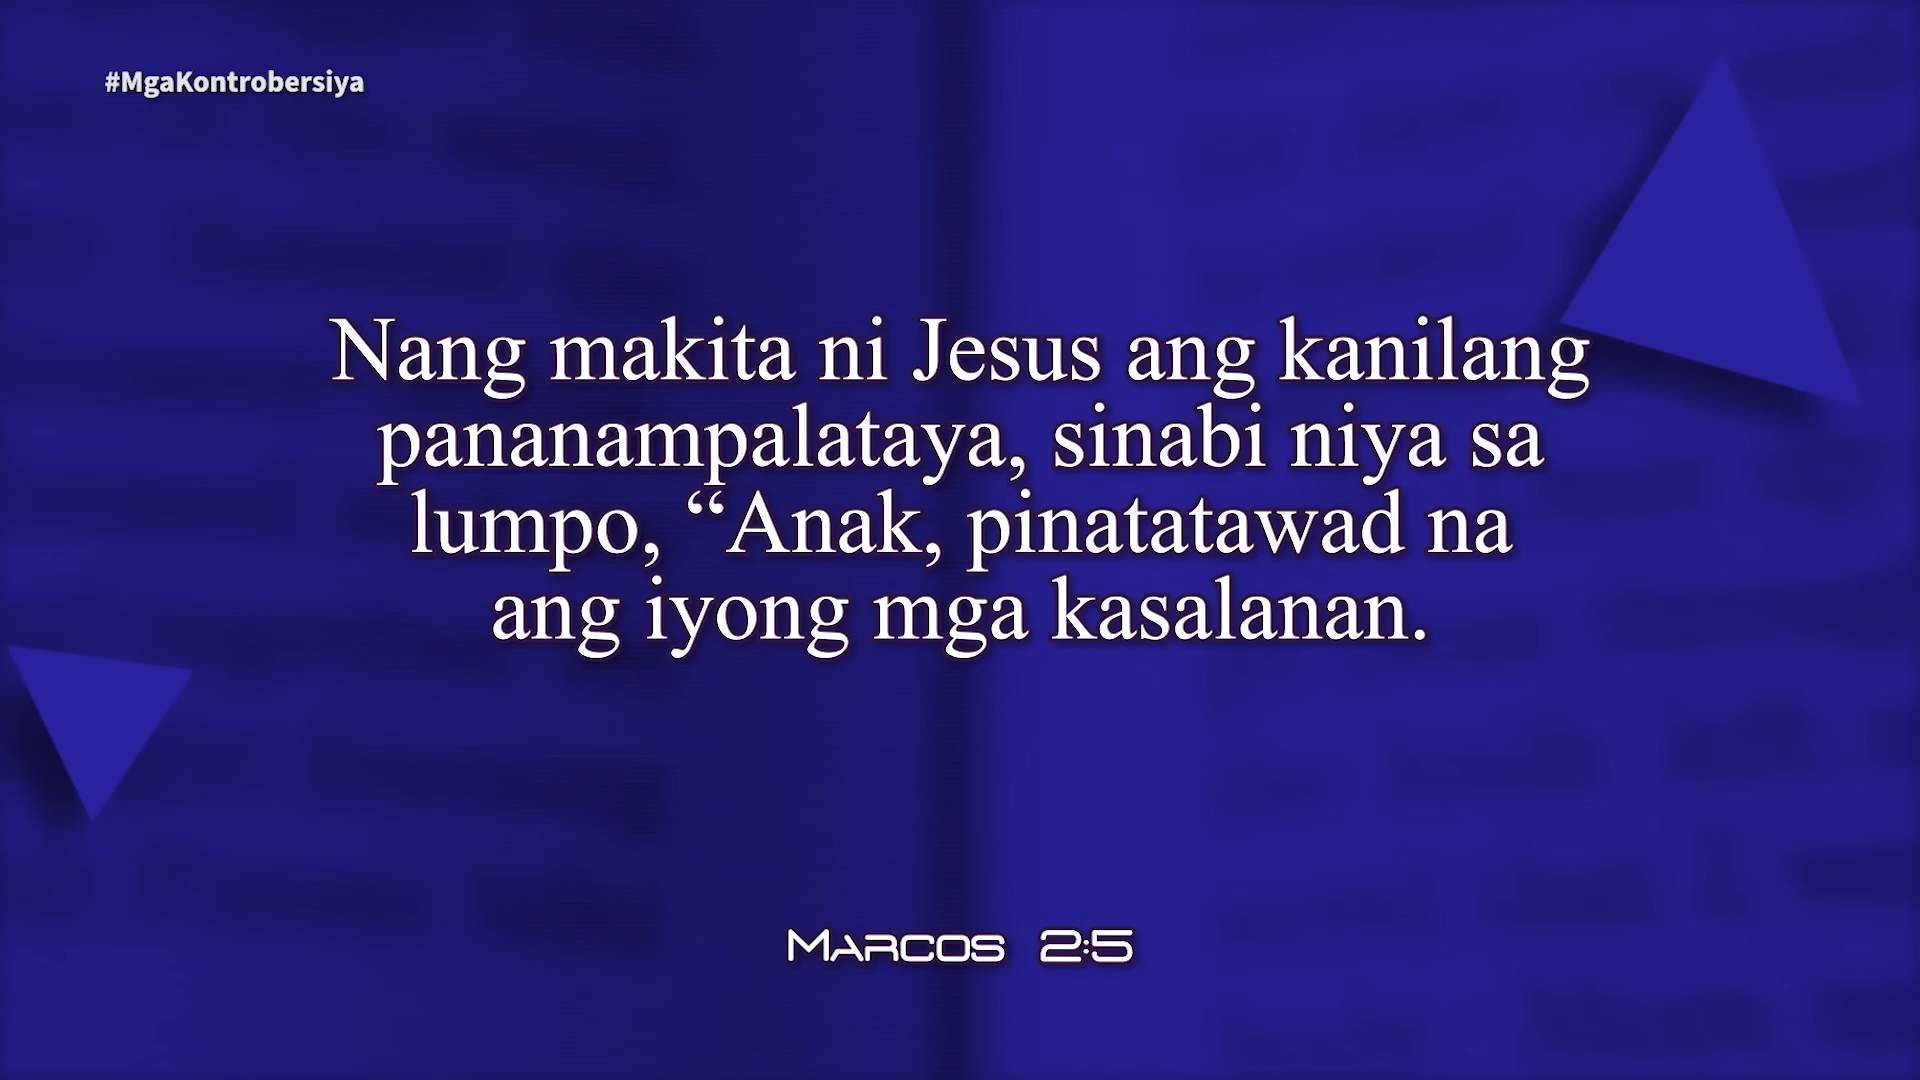 #MgaKontrobersiya
Nang makita ni Jesus ang kanilang
pananampalataya, sinabi niya sa
lumpo, “Anak, pinatatawad na
ang iyong mga kasalanan.
Marcos 2:5